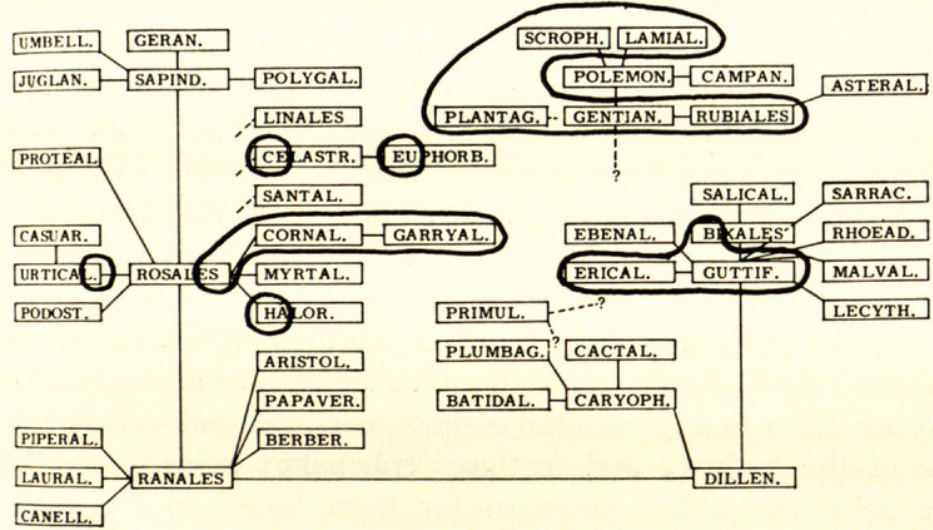 UMBELL. GERAN. SCROPH. LAMIAL.
JUGLAN. SAPIND. POLYGAL. POLEMON. CAMPAN. ASTERAL.
LINALES PLANTAG. GENTIAN. RUBIALES
PROTEAL. CELASTR. EUPHORB. ?
SANTAL. SALICAL. SARRAC.
CASUAR. CORNAL. GARRYAL. EBENAL. BIXALES RHOEAD.
URTICAL. ROSALES MYRTAL. ERICAL. GUTTIF. MALVAL.
PODOST. HALOR. PRIMUL. ? LECYTH.
?
ARISTOL. PLUMBAG. CACTAL.
PAPAVER. BATIDAL. CARYOPH.
PIPERAL. BERBER.
LAURAL. RANALES DILLEN.
CANELL.